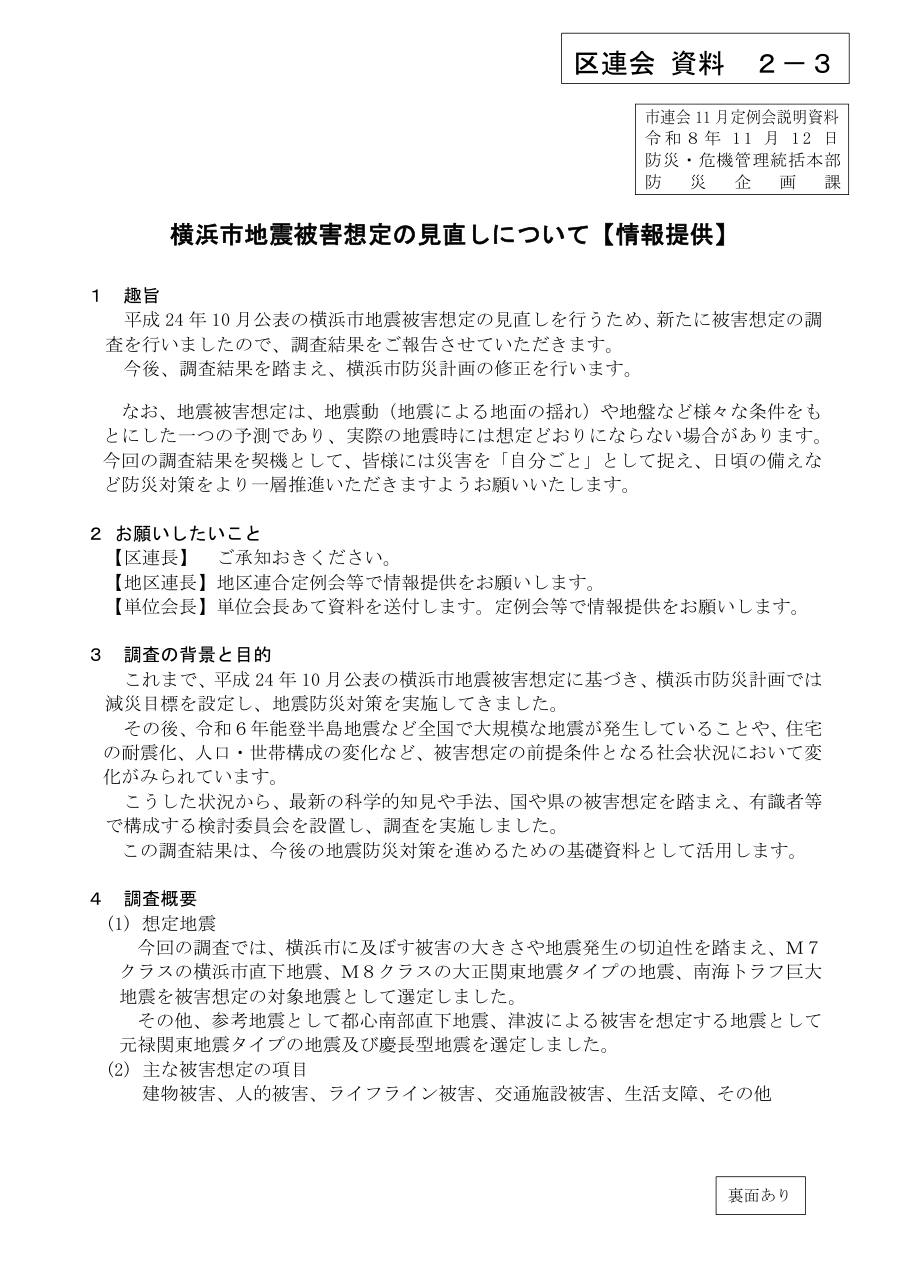 区連会 資料　２－３
市連会11月定例会説明資料
令和８年11月12日
防災・危機管理統括本部
防災企画課
横浜市地震被害想定の見直しについて【情報提供】
１　趣旨
平成24年10月公表の横浜市地震被害想定の見直しを行うため、新たに被害想定の調
査を行いましたので、調査結果をご報告させていただきます。
今後、調査結果を踏まえ、横浜市防災計画の修正を行います。
なお、地震被害想定は、地震動（地震による地面の揺れ）や地盤など様々な条件をも
とにした一つの予測であり、実際の地震時には想定どおりにならない場合があります。
今回の調査結果を契機として、皆様には災害を「自分ごと」として捉え、日頃の備えな
ど防災対策をより一層推進いただきますようお願いいたします。
２ お願いしたいこと
【区連長】　ご承知おきください。
【地区連長】地区連合定例会等で情報提供をお願いします。
【単位会長】単位会長あて資料を送付します。定例会等で情報提供をお願いします。
３　調査の背景と目的
これまで、平成24年10月公表の横浜市地震被害想定に基づき、横浜市防災計画では
減災目標を設定し、地震防災対策を実施してきました。
その後、令和６年能登半島地震など全国で大規模な地震が発生していることや、住宅
の耐震化、人口・世帯構成の変化など、被害想定の前提条件となる社会状況において変
化がみられています。
こうした状況から、最新の科学的知見や手法、国や県の被害想定を踏まえ、有識者等
で構成する検討委員会を設置し、調査を実施しました。
この調査結果は、今後の地震防災対策を進めるための基礎資料として活用します。
４　調査概要
(1) 想定地震
今回の調査では、横浜市に及ぼす被害の大きさや地震発生の切迫性を踏まえ、Ｍ７
クラスの横浜市直下地震、Ｍ８クラスの大正関東地震タイプの地震、南海トラフ巨大
地震を被害想定の対象地震として選定しました。
その他、参考地震として都心南部直下地震、津波による被害を想定する地震として
元禄関東地震タイプの地震及び慶長型地震を選定しました。
(2) 主な被害想定の項目
建物被害、人的被害、ライフライン被害、交通施設被害、生活支障、その他
裏面あり